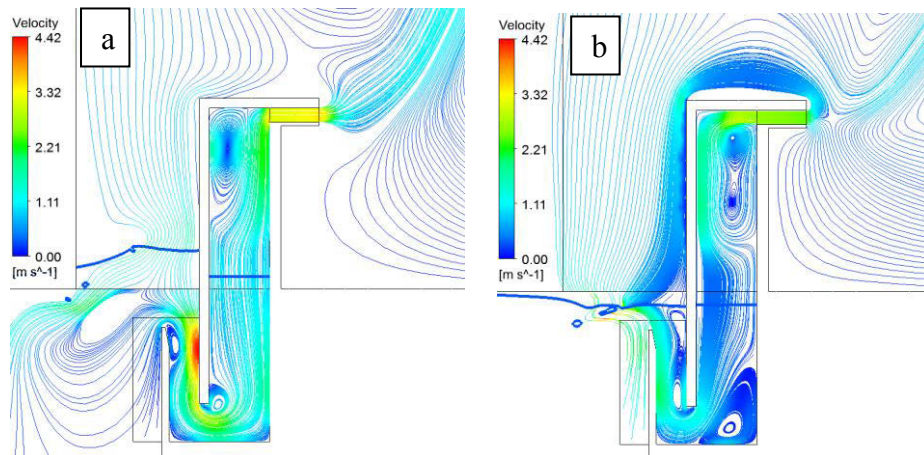 Velocity
4.42
3.32
2.21
1.11
0.00
[m s^-1]
a
Velocity
4.42
3.32
2.21
1.11
0.00
[m s^-1]
b